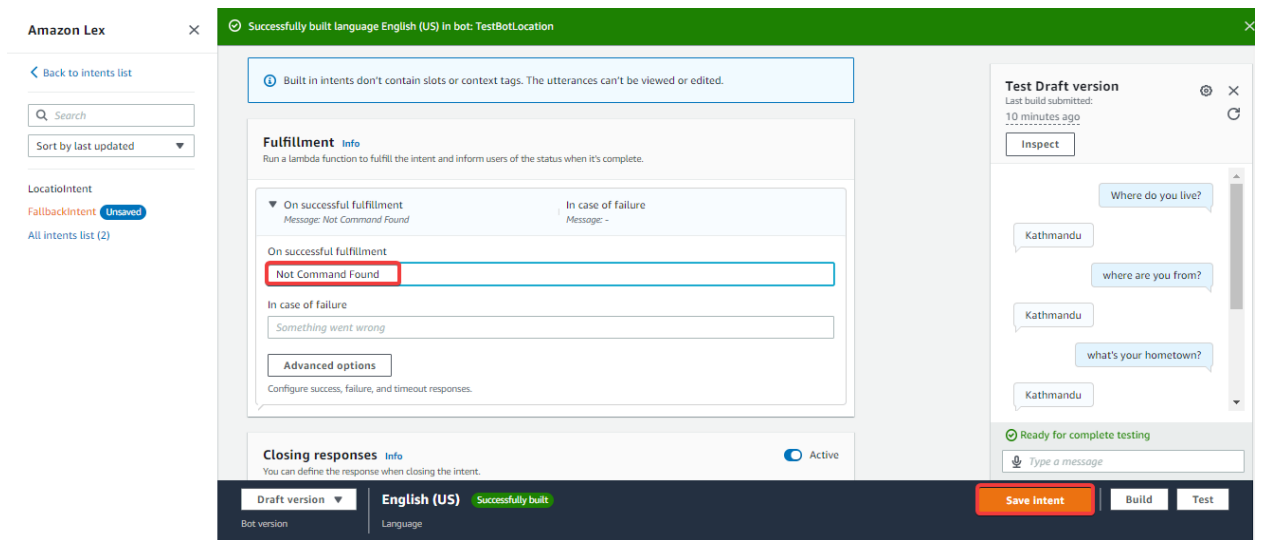 Amazon Lex
Back to intents list
Search
Sort by last updated
LocatioIntent
FallbackIntent Unsaved
All intents list (2)
Successfully built language English (US) in bot: TestBotLocation
Built in intents don't contain slots or context tags. The utterances can't be viewed or edited.
Fulfillment Info
Run a lambda function to fulfill the intent and inform users of the status when it's complete.
On successful fulfillment
Message: Not Command Found
In case of failure
Message: -
On successful fulfillment
Not Command Found
In case of failure
Something went wrong
Advanced options
Configure success, failure, and timeout responses.
Closing responses Info
You can define the response when closing the intent.
Active
Test Draft version
Last build submitted:
10 minutes ago
Inspect
Where do you live?
Kathmandu
where are you from?
Kathmandu
what's your hometown?
Kathmandu
Ready for complete testing
Type a message
Draft version
Bot version
English (US) Successfully built
Language
Save Intent
Build
Test